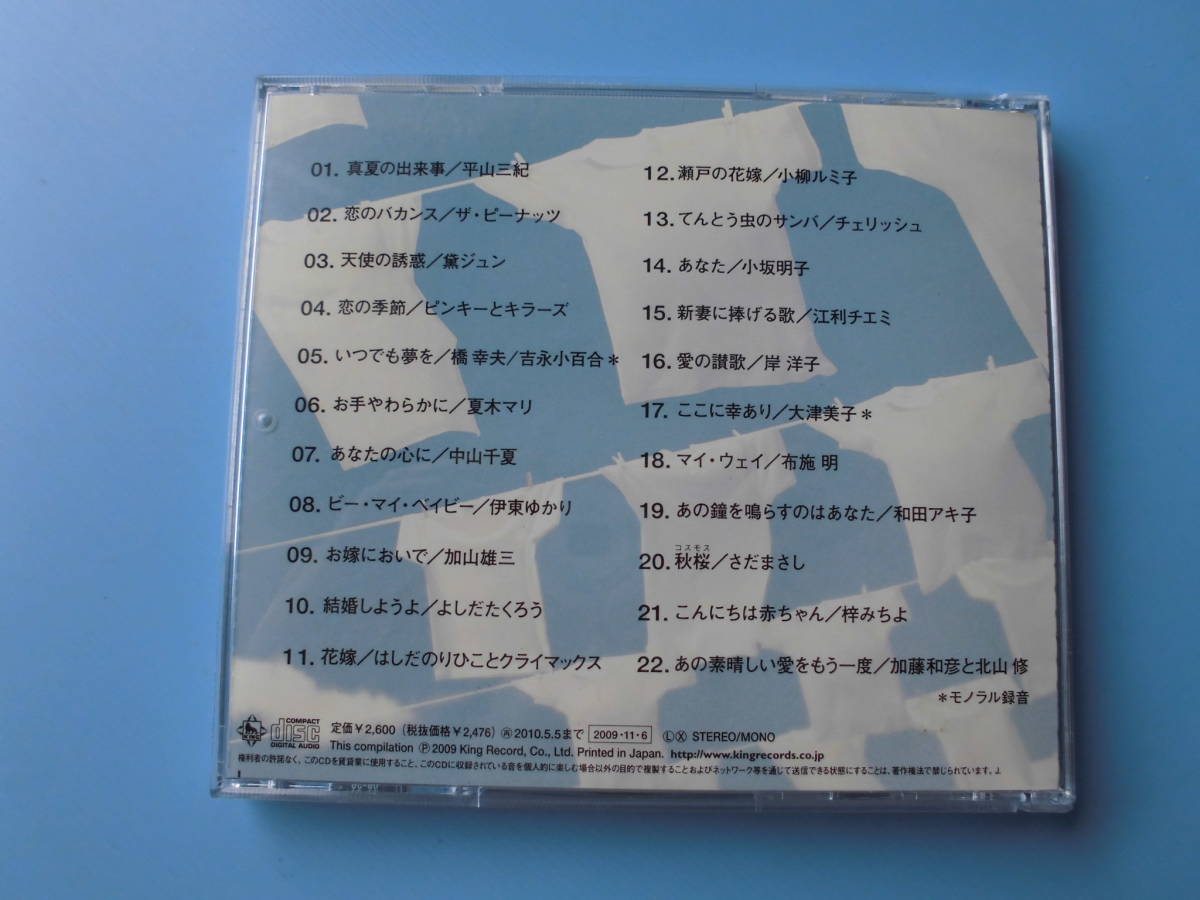 01. 真夏の出来事／平山三紀
02. 恋のバカンス／ザ・ピーナッツ
03. 天使の誘惑／黛ジュン
04. 恋の季節／ピンキーとキラーズ
05. いつでも夢を／橋 幸夫/吉永小百合＊
06. お手やわらかに／夏木マリ
07. あなたの心に／中山千夏
08. ビー・マイ・ベイビー／伊東ゆかり
09. お嫁においで／加山雄三
10. 結婚しようよ／よしだたくろう
11. 花嫁／はしだのりひことクライマックス
12. 瀬戸の花嫁／小柳ルミ子
13. てんとう虫のサンバ／チェリッシュ
14. あなた／小坂明子
15. 新妻に捧げる歌／江利チエミ
16. 愛の讃歌／岸 洋子
17. ここに幸あり／大津美子＊
18. マイ・ウェイ／布施 明
19. あの鐘を鳴らすのはあなた／和田アキ子
コスモス
20. 秋桜／さだまさし
21. こんにちは赤ちゃん／梓みちよ
22. あの素晴しい愛をもう一度／加藤和彦と北山 修
＊モノラル録音
COMPACT
disc
DIGITAL AUDIO
定価￥2,600（税抜価格￥2,476）㋐2010.5.5まで 2009・11・6 ⓁⓍ STEREO/MONO
This compilation Ⓟ2009 King Record, Co., Ltd. Printed in Japan. http://www.kingrecords.co.jp
権利者の許諾なく、このCDを賃貸業に使用すること、このCDに収録されている音を個人的に楽しむ場合以外の目的で複製することおよびネットワーク等を通じて送信できる状態にすることは、著作権法で禁じられています。J.